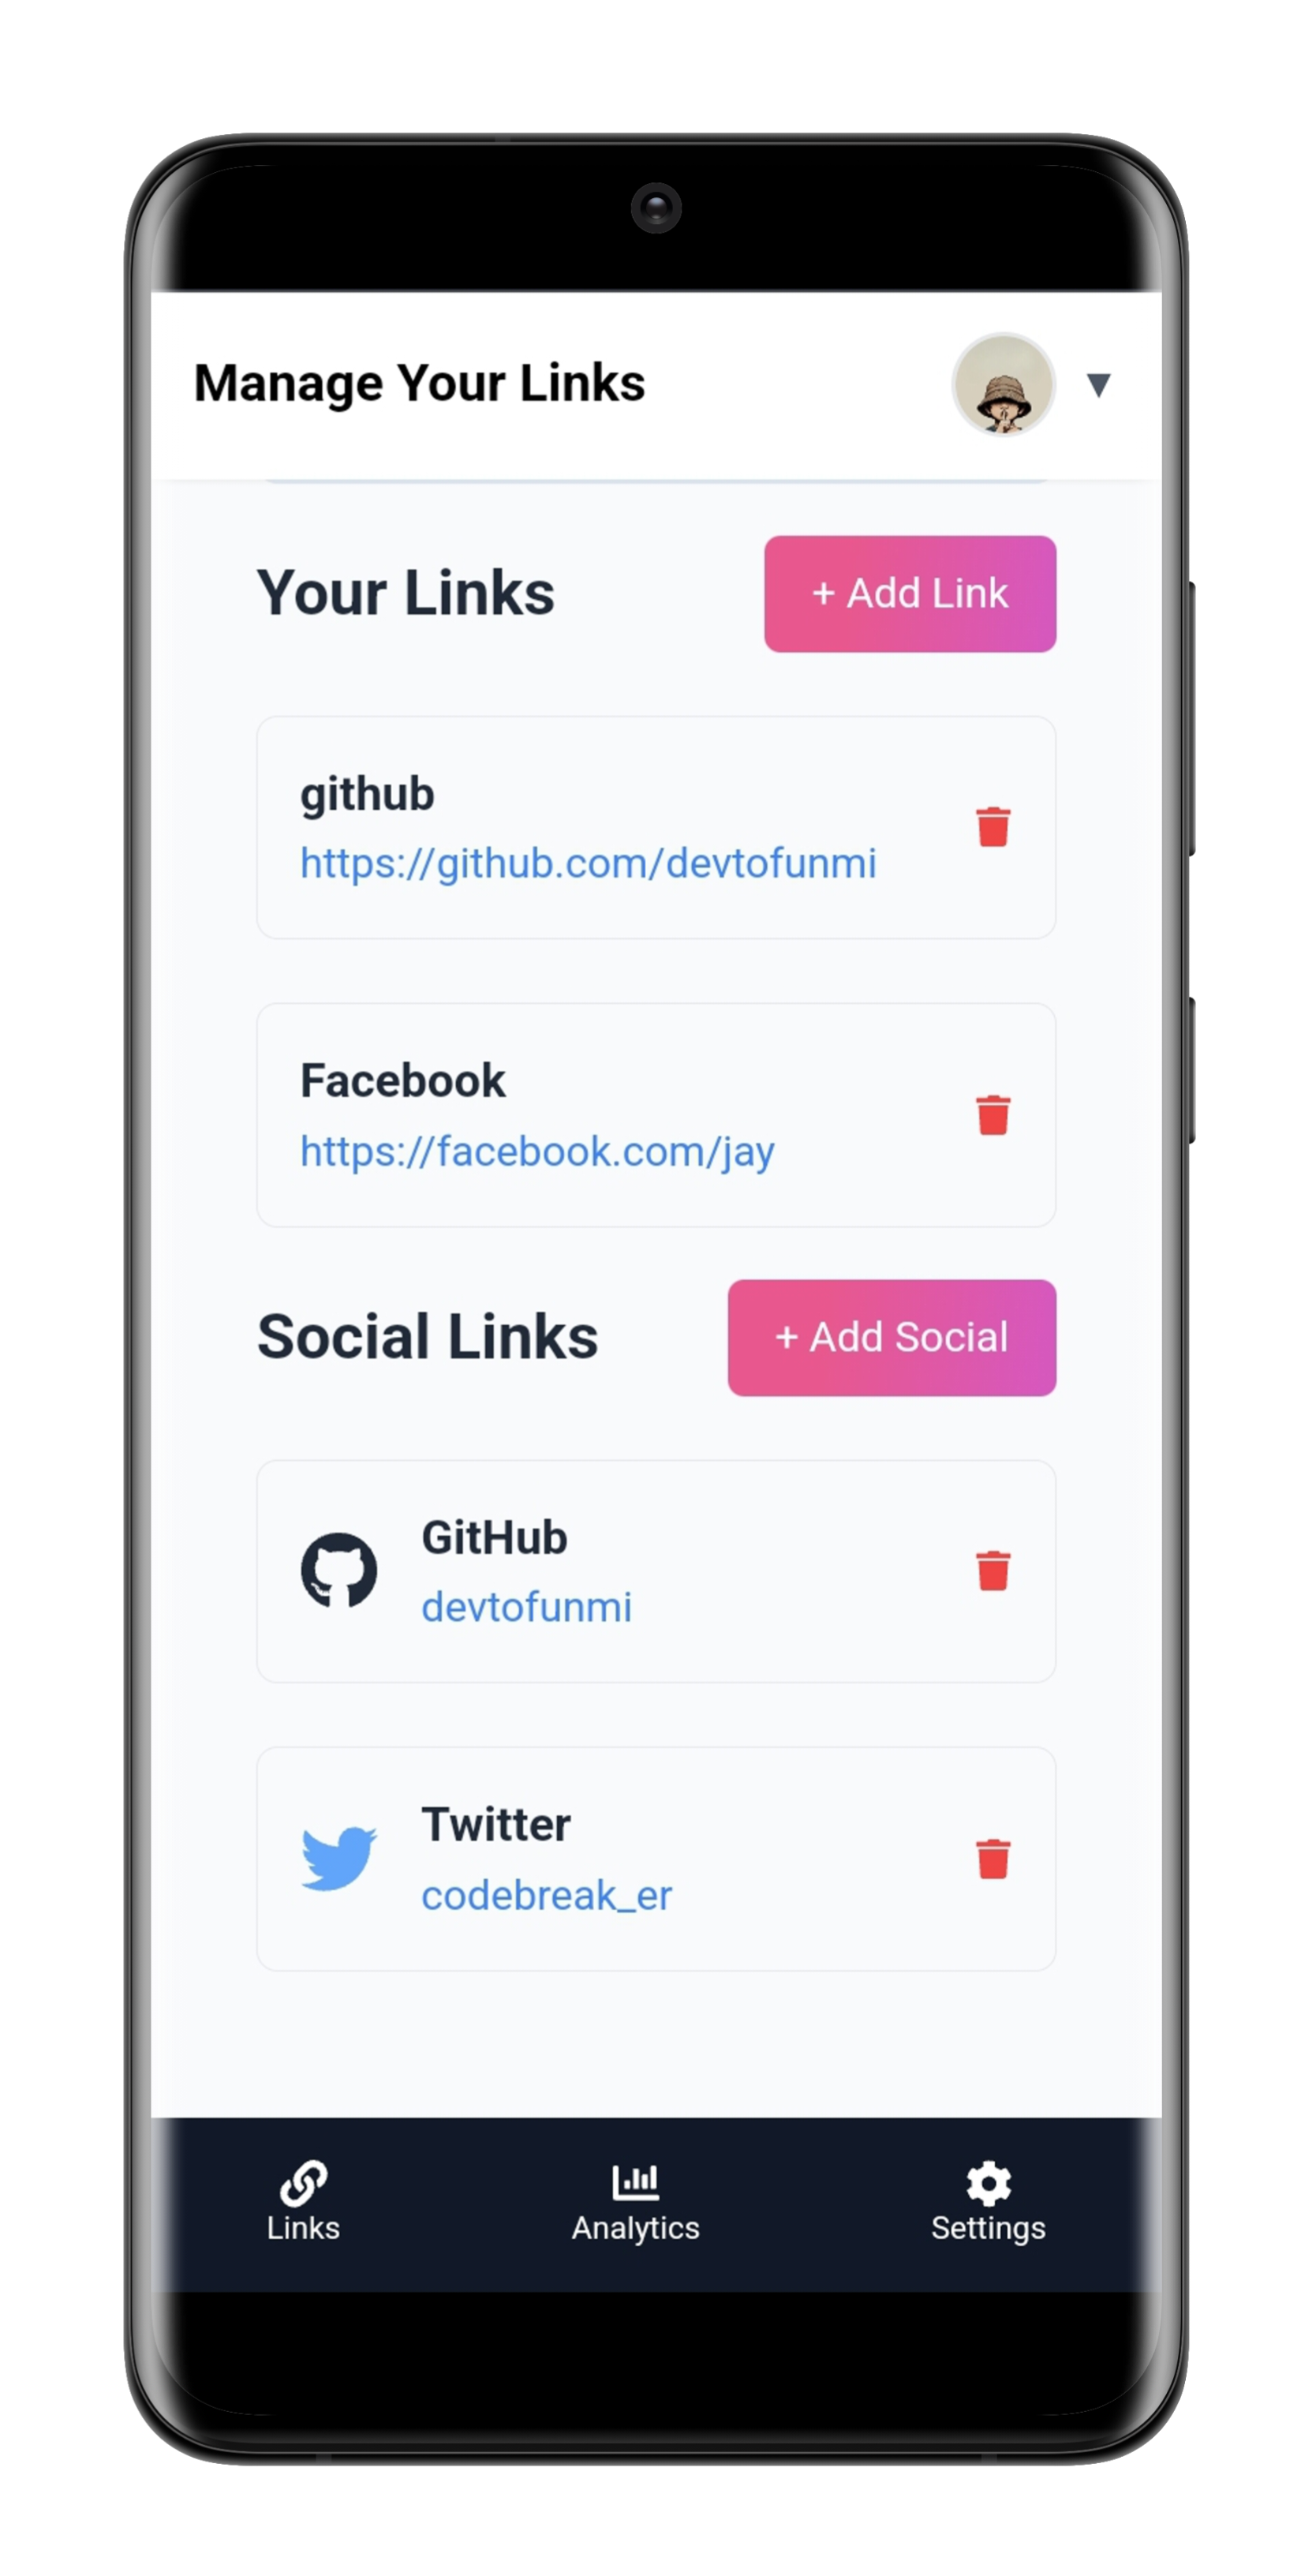 Manage Your Links
▼
Your Links
+ Add Link
github
https://github.com/devtofunmi
Facebook
https://facebook.com/jay
Social Links
+ Add Social
GitHub
devtofunmi
Twitter
codebreak_er
Links
Analytics
Settings